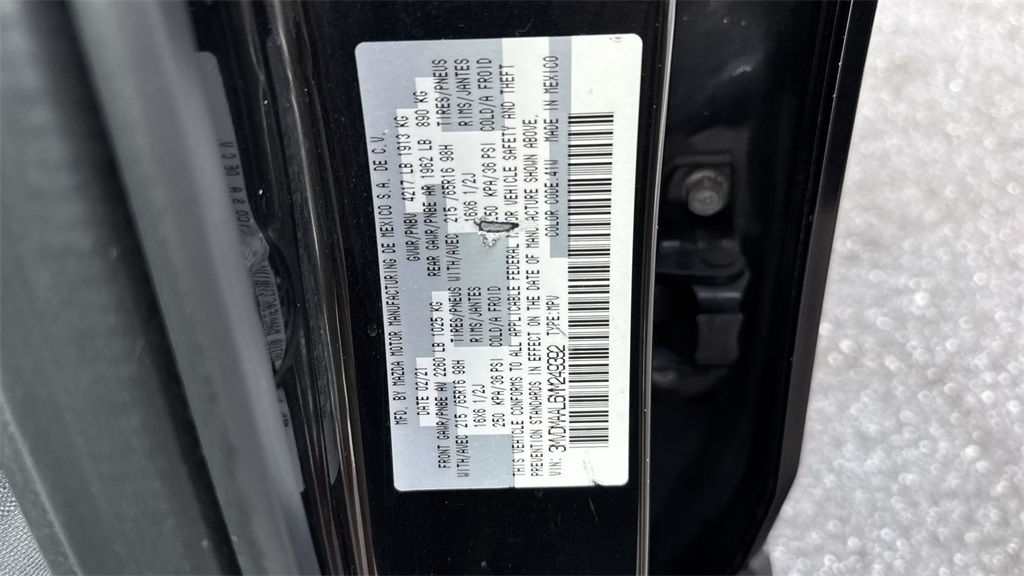 MFD. BY MAZDA MOTOR MANUFACTURING DE MEXICO S.A. DE C.V.
DATE 02/21 GVWR/PNBV 4217 LB 1913 KG
FRONT GAWR/PNBE AV 2260 LB 1025 KG REAR GAWR/PNBE AR 1962 LB 890 KG
WITH/AVEC 215 /65R16 98H TIRES/PNEUS WITH/AVEC 215 /65R16 98H TIRES/PNEUS
16X6 1/2J RIMS/JANTES 16X6 1/2J RIMS/JANTES
250 KPA/36 PSI COLD/A FROID 250 KPA/36 PSI COLD/A FROID
THIS VEHICLE CONFORMS TO ALL APPLICABLE FEDERAL MOTOR VEHICLE SAFETY AND THEFT
PREVENTION STANDARDS IN EFFECT ON THE DATE OF MANUFACTURE SHOWN ABOVE.
VIN: TYPE:MPV COLOR CODE:41W MADE IN MEXICO